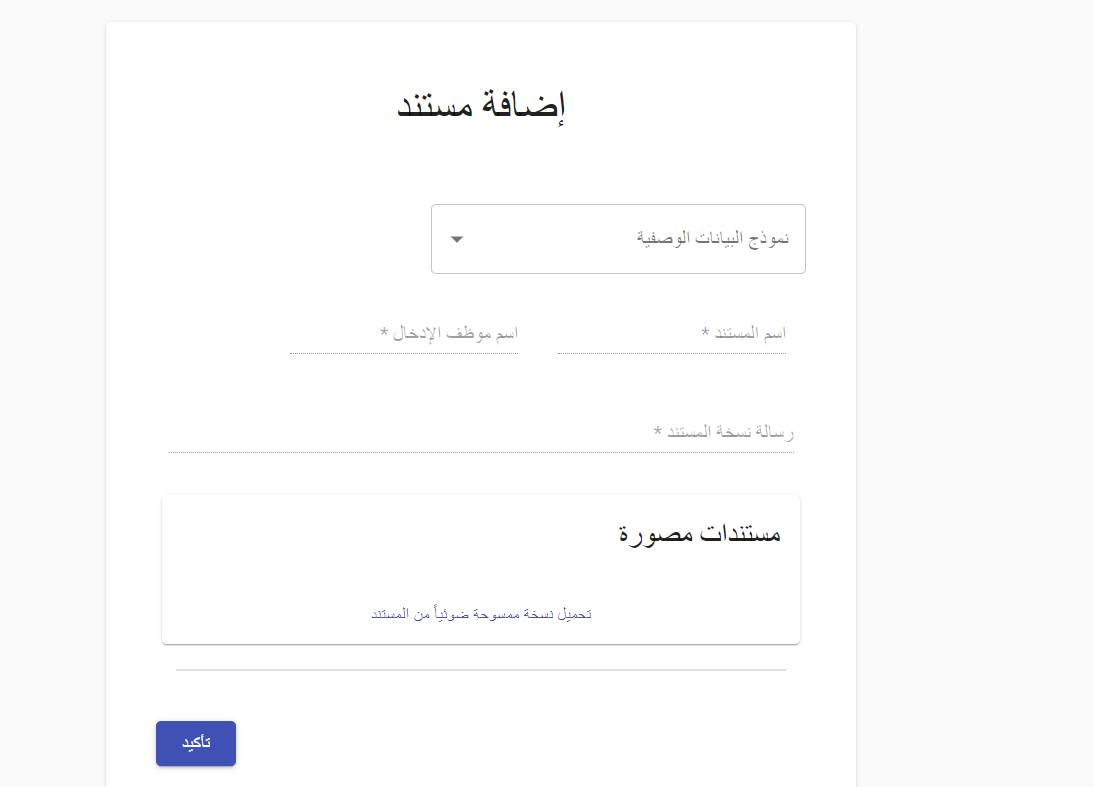 إضافة مستند
نموذج البيانات الوصفية
اسم المستند *
اسم موظف الإدخال *
رسالة نسخة المستند *
مستندات مصورة
تحميل نسخة ممسوحة ضوئياً من المستند
تأكيد